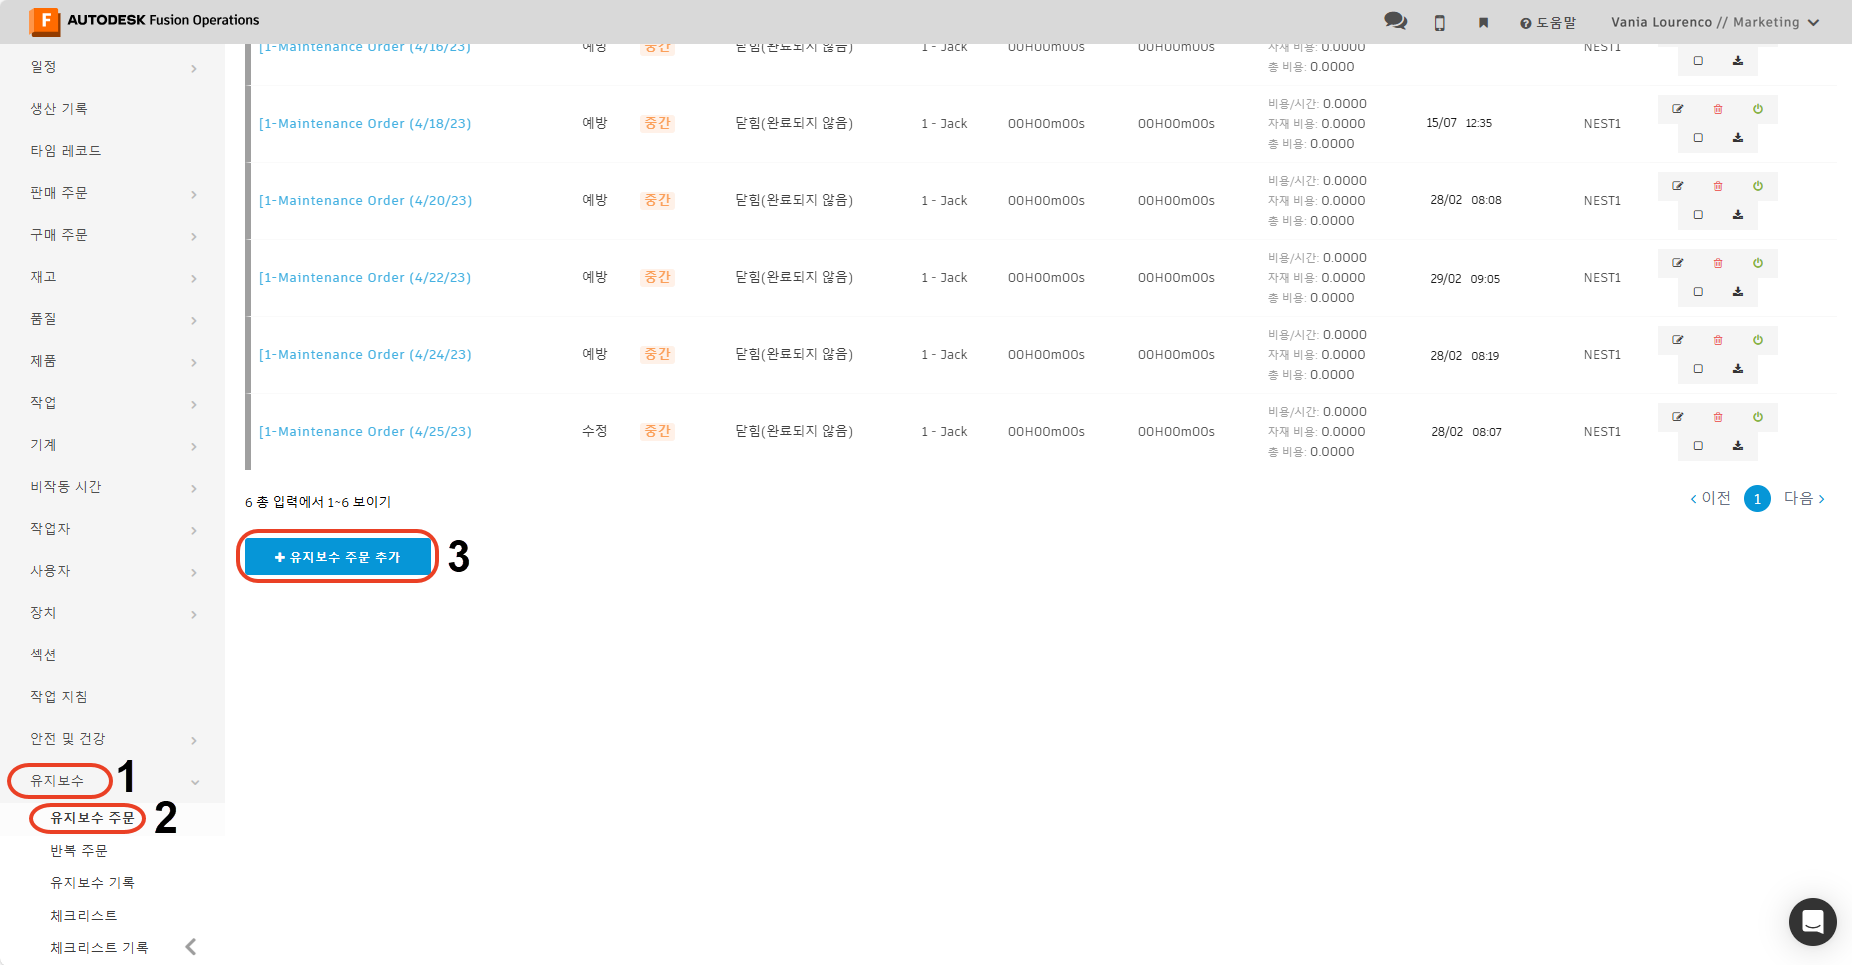 F AUTODESK Fusion Operations
도움말
Vania Lourenco // Marketing
일정
생산 기록
타임 레코드
판매 주문
구매 주문
재고
품질
제품
작업
기계
비작동 시간
작업자
사용자
장치
섹션
작업 지침
안전 및 건강
유지보수 1
유지보수 주문 2
반복 주문
유지보수 기록
체크리스트
체크리스트 기록
[1-Maintenance Order (4/16/23) 예방 중간 닫힘(완료되지 않음) 1 - Jack 00H00m00s 00H00m00s 자재 비용: 0.0000 NEST1
총 비용: 0.0000
비용/시간: 0.0000
[1-Maintenance Order (4/18/23) 예방 중간 닫힘(완료되지 않음) 1 - Jack 00H00m00s 00H00m00s 자재 비용: 0.0000 15/07 12:35 NEST1
총 비용: 0.0000
비용/시간: 0.0000
[1-Maintenance Order (4/20/23) 예방 중간 닫힘(완료되지 않음) 1 - Jack 00H00m00s 00H00m00s 자재 비용: 0.0000 28/02 08:08 NEST1
총 비용: 0.0000
비용/시간: 0.0000
[1-Maintenance Order (4/22/23) 예방 중간 닫힘(완료되지 않음) 1 - Jack 00H00m00s 00H00m00s 자재 비용: 0.0000 29/02 09:05 NEST1
총 비용: 0.0000
비용/시간: 0.0000
[1-Maintenance Order (4/24/23) 예방 중간 닫힘(완료되지 않음) 1 - Jack 00H00m00s 00H00m00s 자재 비용: 0.0000 28/02 08:19 NEST1
총 비용: 0.0000
비용/시간: 0.0000
[1-Maintenance Order (4/25/23) 수정 중간 닫힘(완료되지 않음) 1 - Jack 00H00m00s 00H00m00s 자재 비용: 0.0000 28/02 08:07 NEST1
총 비용: 0.0000
6 총 입력에서 1~6 보이기
‹ 이전 1 다음 ›
+ 유지보수 주문 추가 3